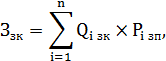 З_зк = ∑_{i=1}^{n} Q_{i зк} × P_{i зп},